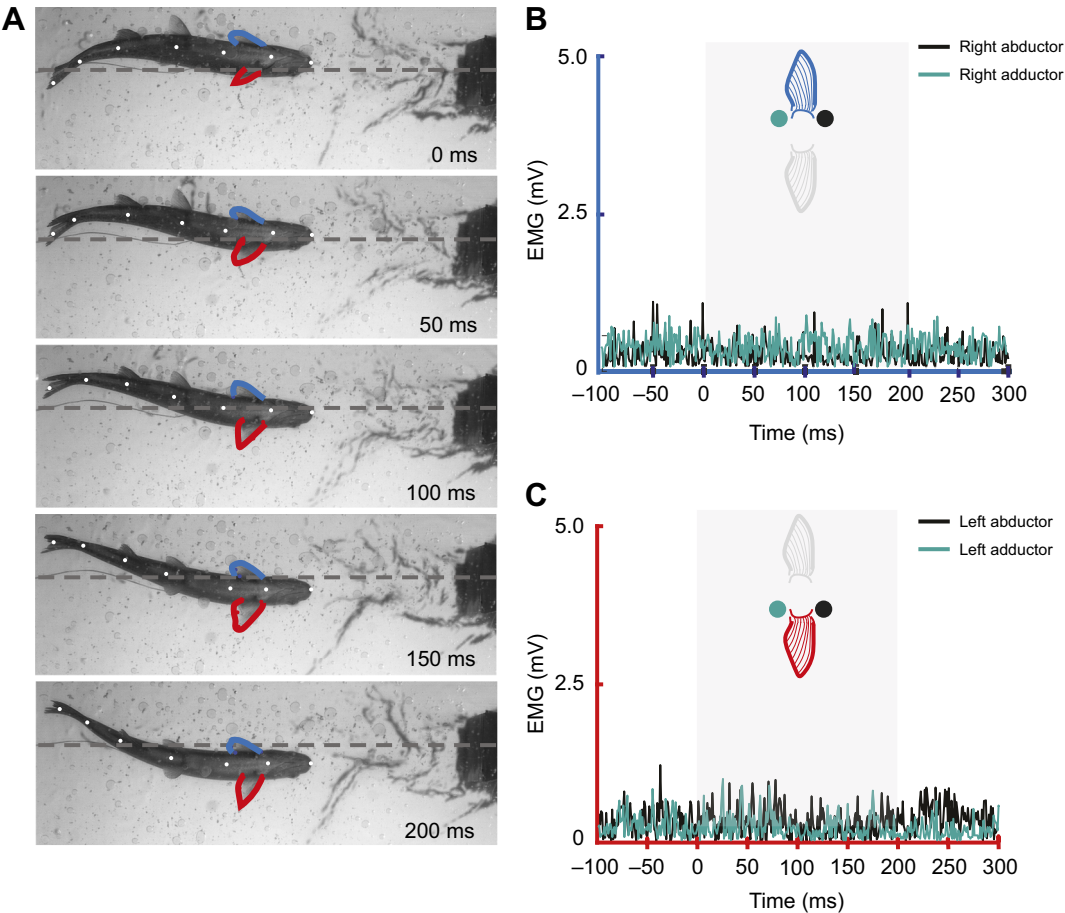 A
0 ms
50 ms
100 ms
150 ms
200 ms
B
Right abductor
Right adductor
5.0
2.5
0
EMG (mV)
–100 –50 0 50 100 150 200 250 300
Time (ms)
C
Left abductor
Left adductor
5.0
2.5
0
EMG (mV)
–100 –50 0 50 100 150 200 250 300
Time (ms)